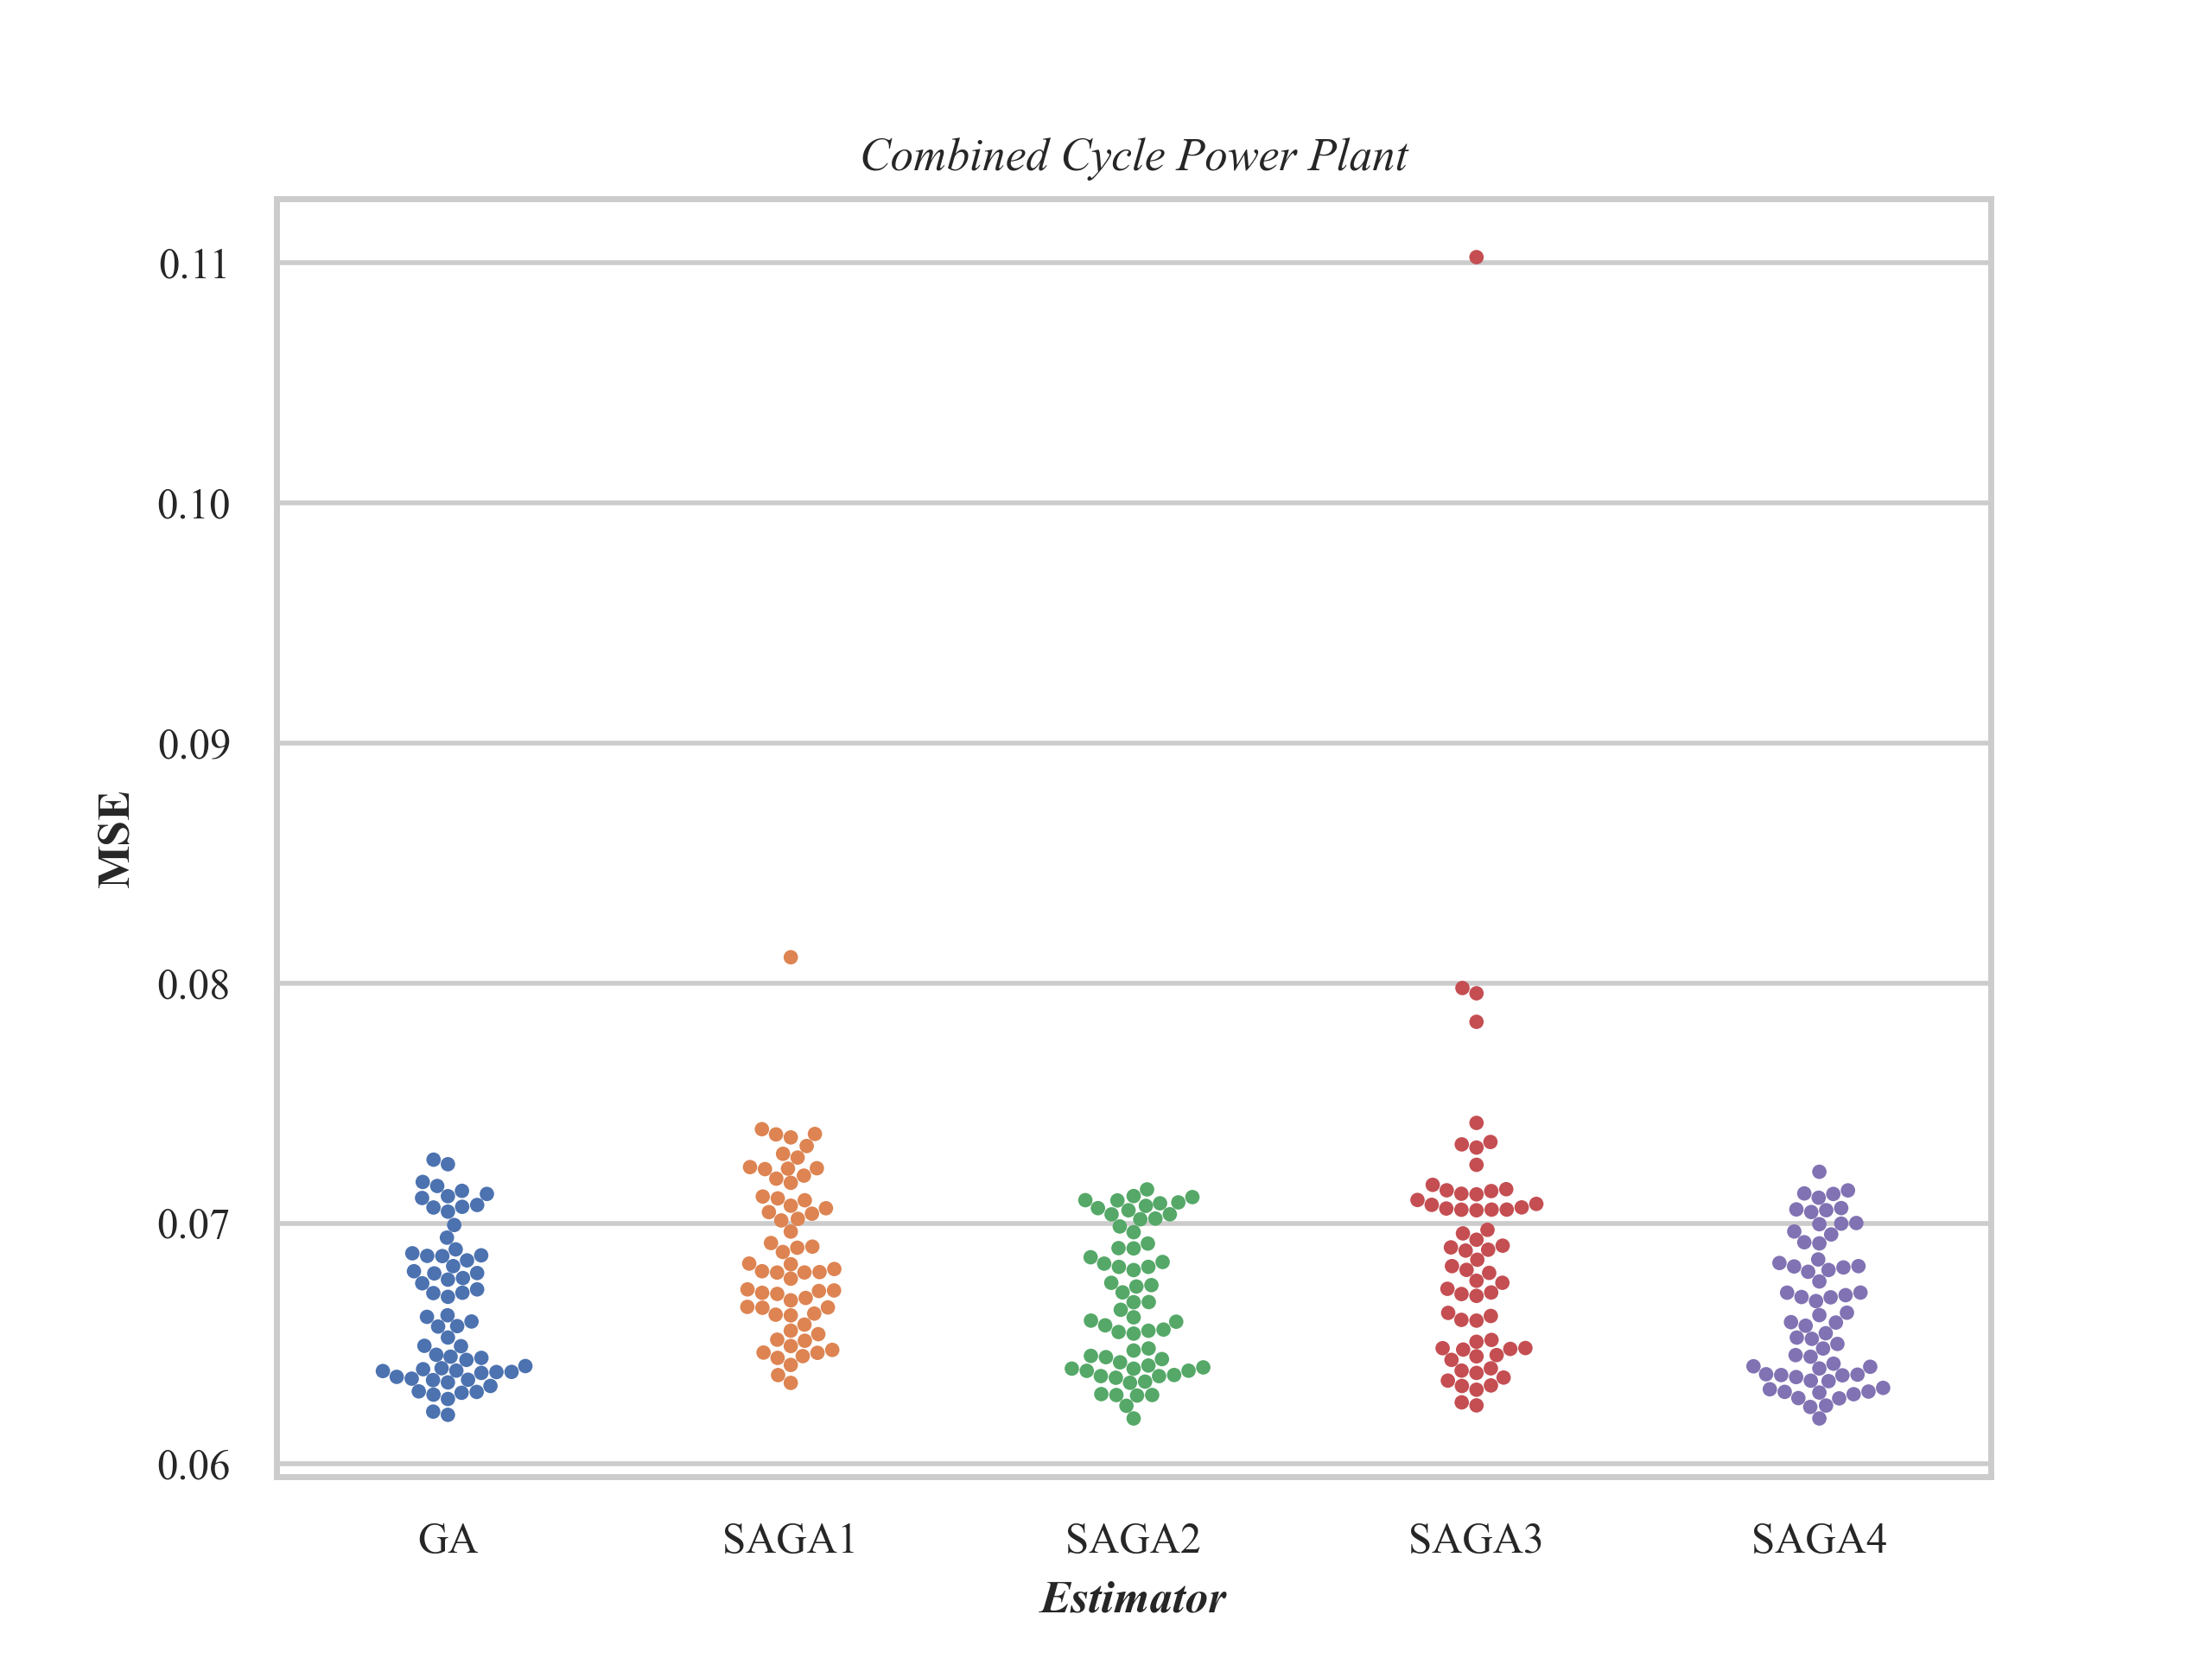 Combined Cycle Power Plant
0.11
0.10
0.09
0.08
0.07
0.06
MSE
GA SAGA1 SAGA2 SAGA3 SAGA4
Estimator